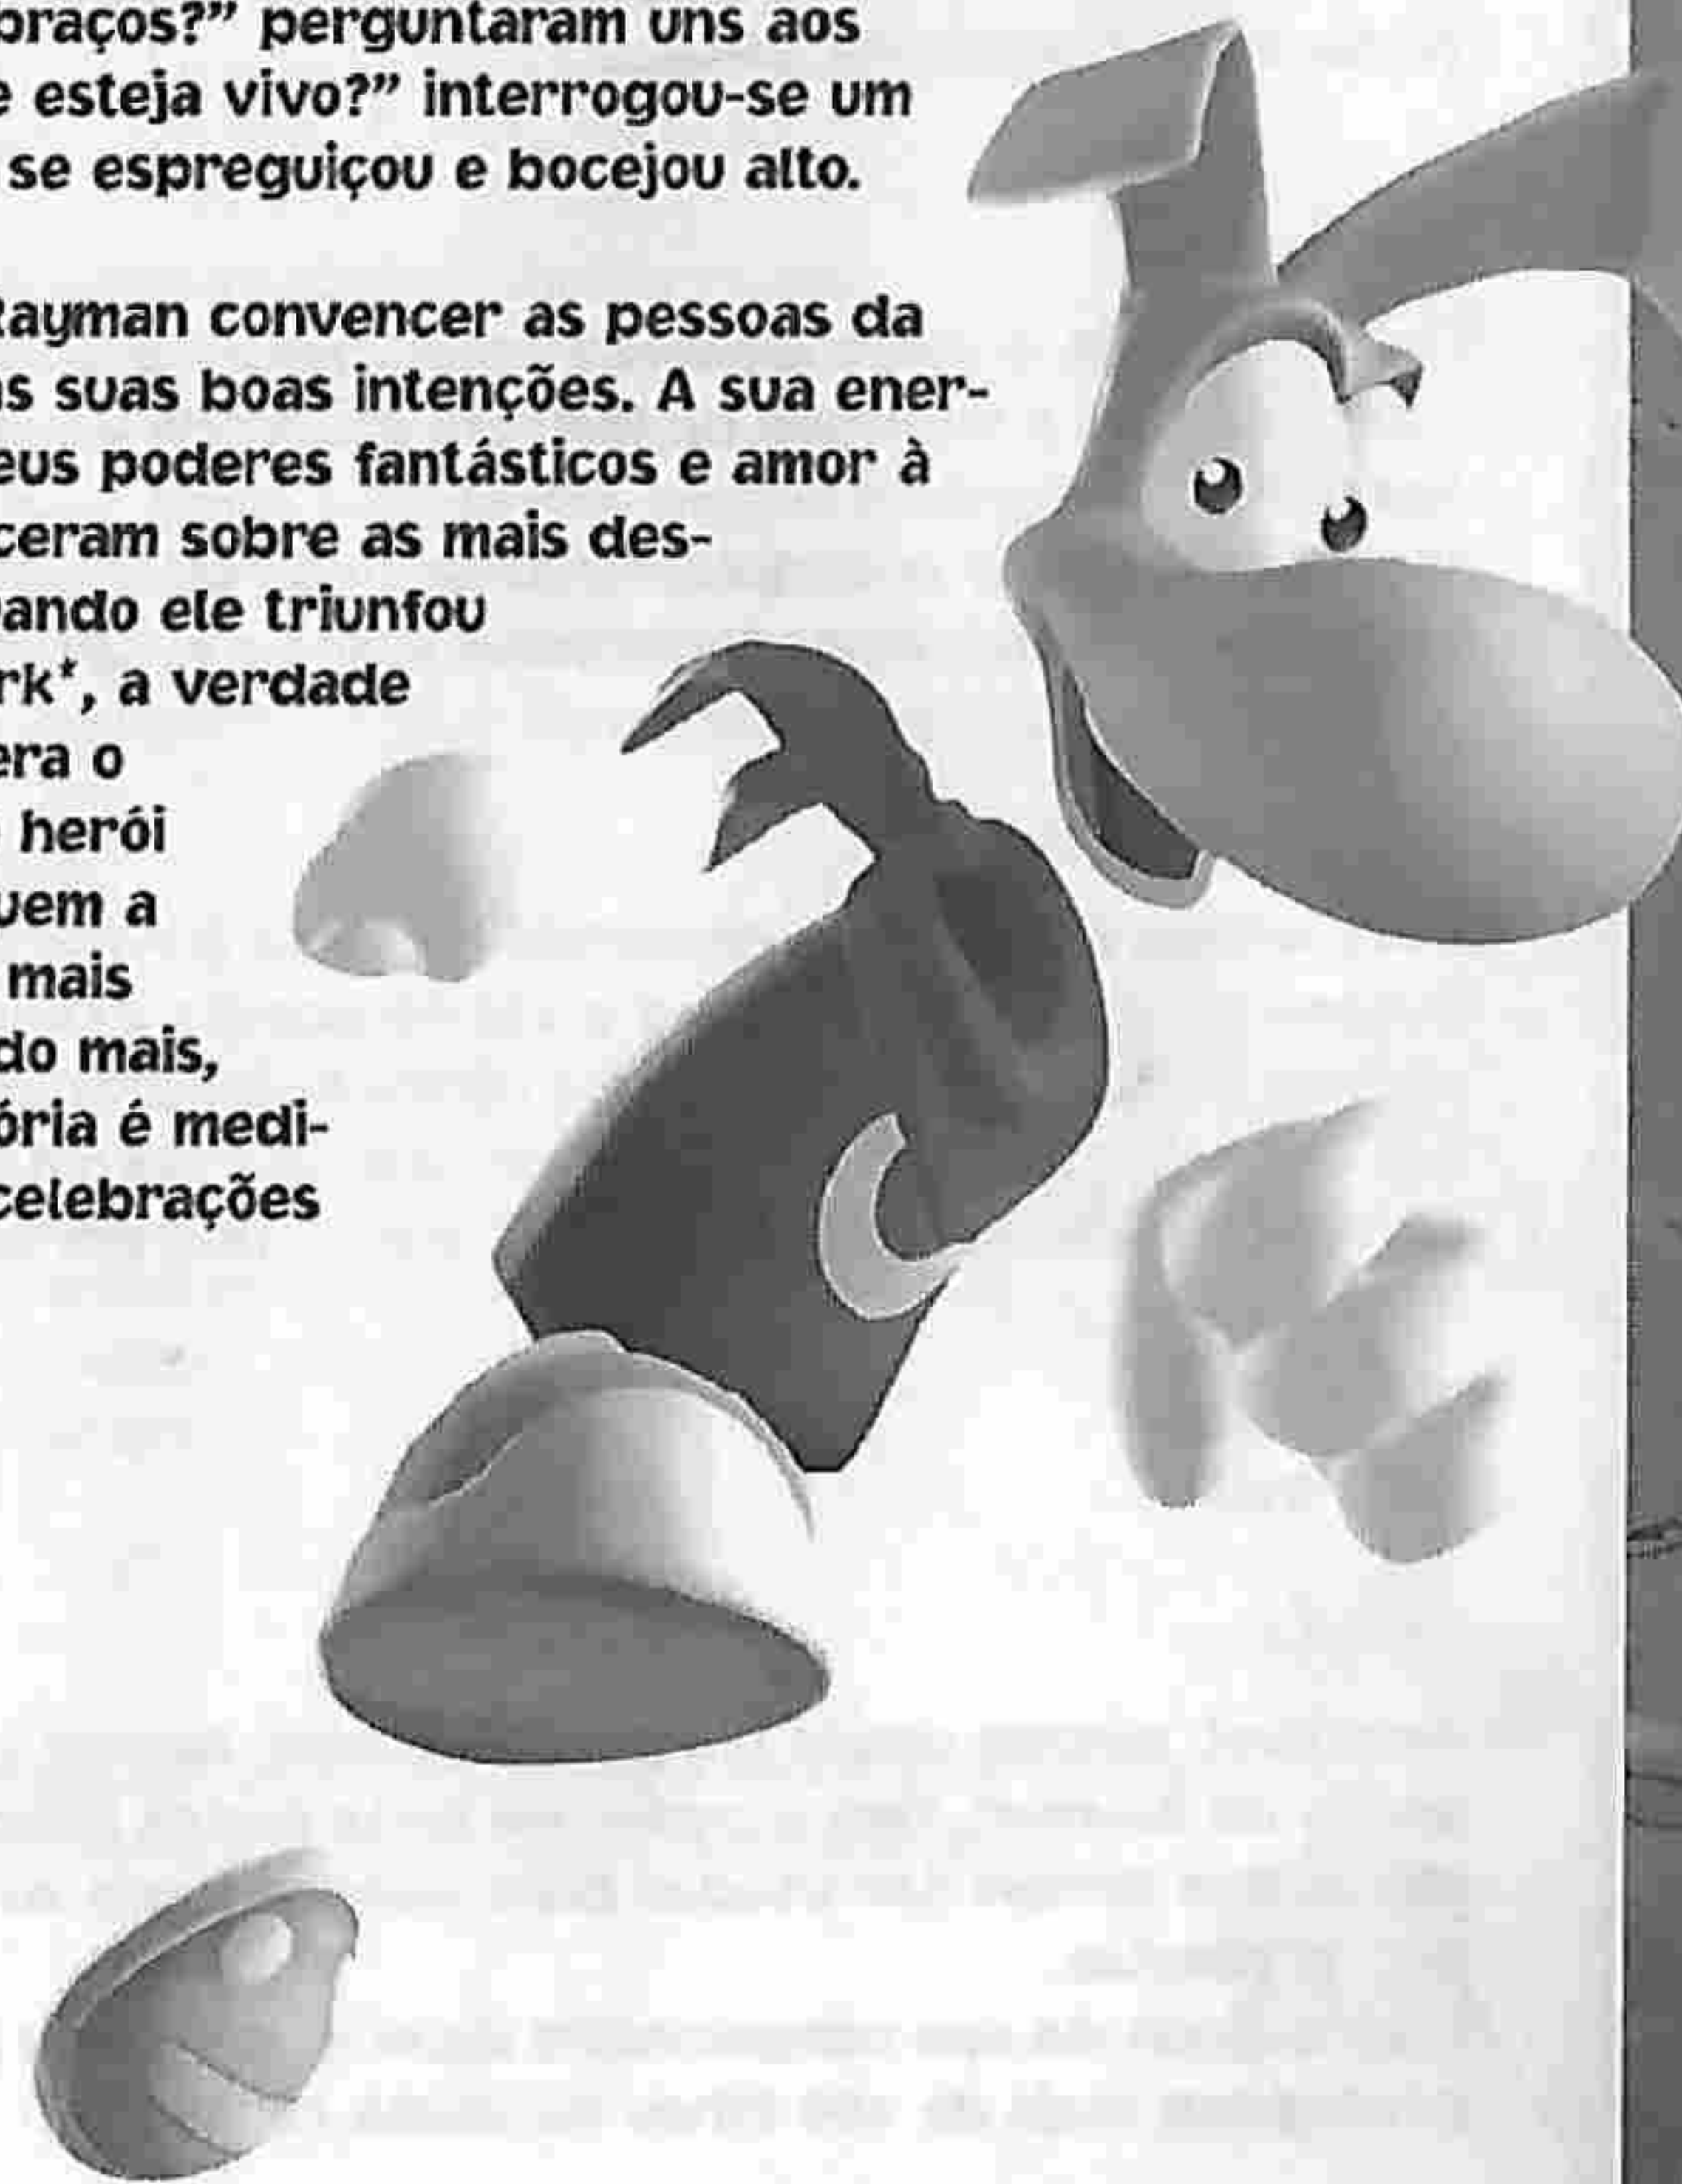 braços?” perguntaram uns aos
e esteja vivo?” interrogou-se um
se espreguiçou e bocejou alto.
Rayman convencer as pessoas da
as suas boas intenções. A sua ener-
eus poderes fantásticos e amor à
ceram sobre as mais des-
ando ele triunfou
rk*, a verdade
era o
herói
uem a
mais
do mais,
ória é medi-
celebrações